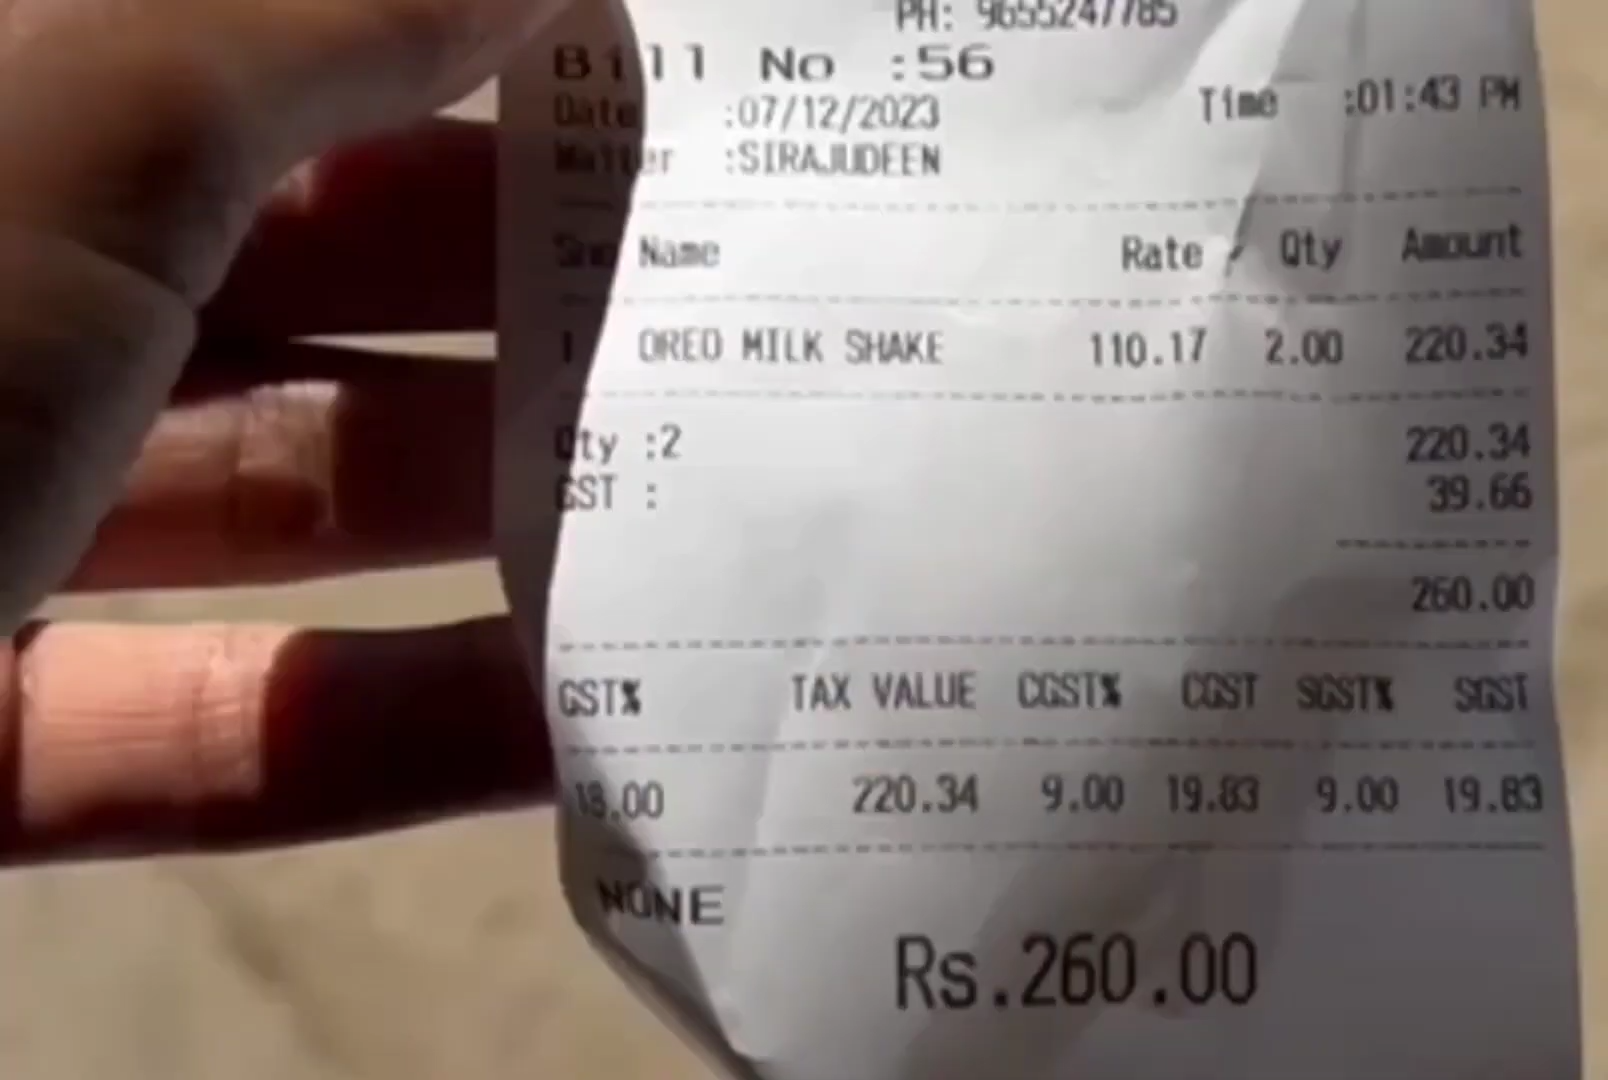 PH: 9655247785
Bill No :56
Date :07/12/2023 Time :01:43 PM
Waiter :SIRAJUDEEN
Sno Name Rate Qty Amount
1 OREO MILK SHAKE 110.17 2.00 220.34
Qty :2 220.34
GST : 39.66
260.00
GST% TAX VALUE CGST% CGST SGST% SGST
18.00 220.34 9.00 19.83 9.00 19.83
NONE
Rs.260.00